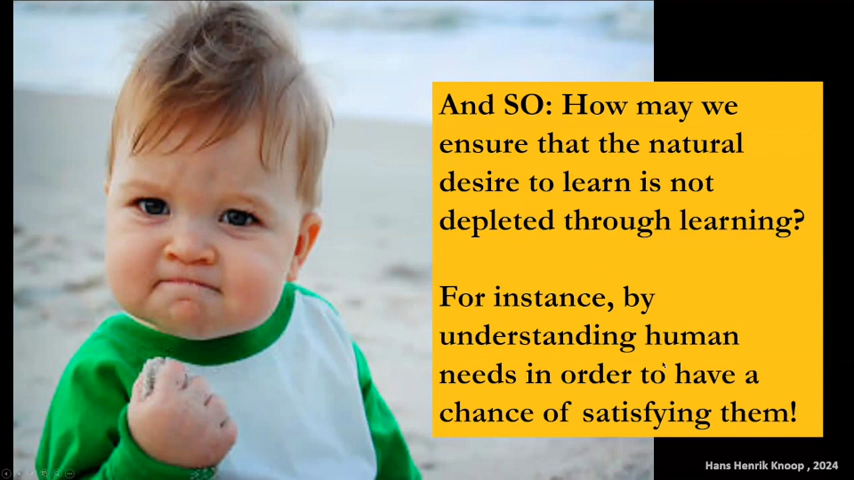 And SO: How may we
ensure that the natural
desire to learn is not
depleted through learning?
For instance, by
understanding human
needs in order to have a
chance of satisfying them!
Hans Henrik Knoop , 2024